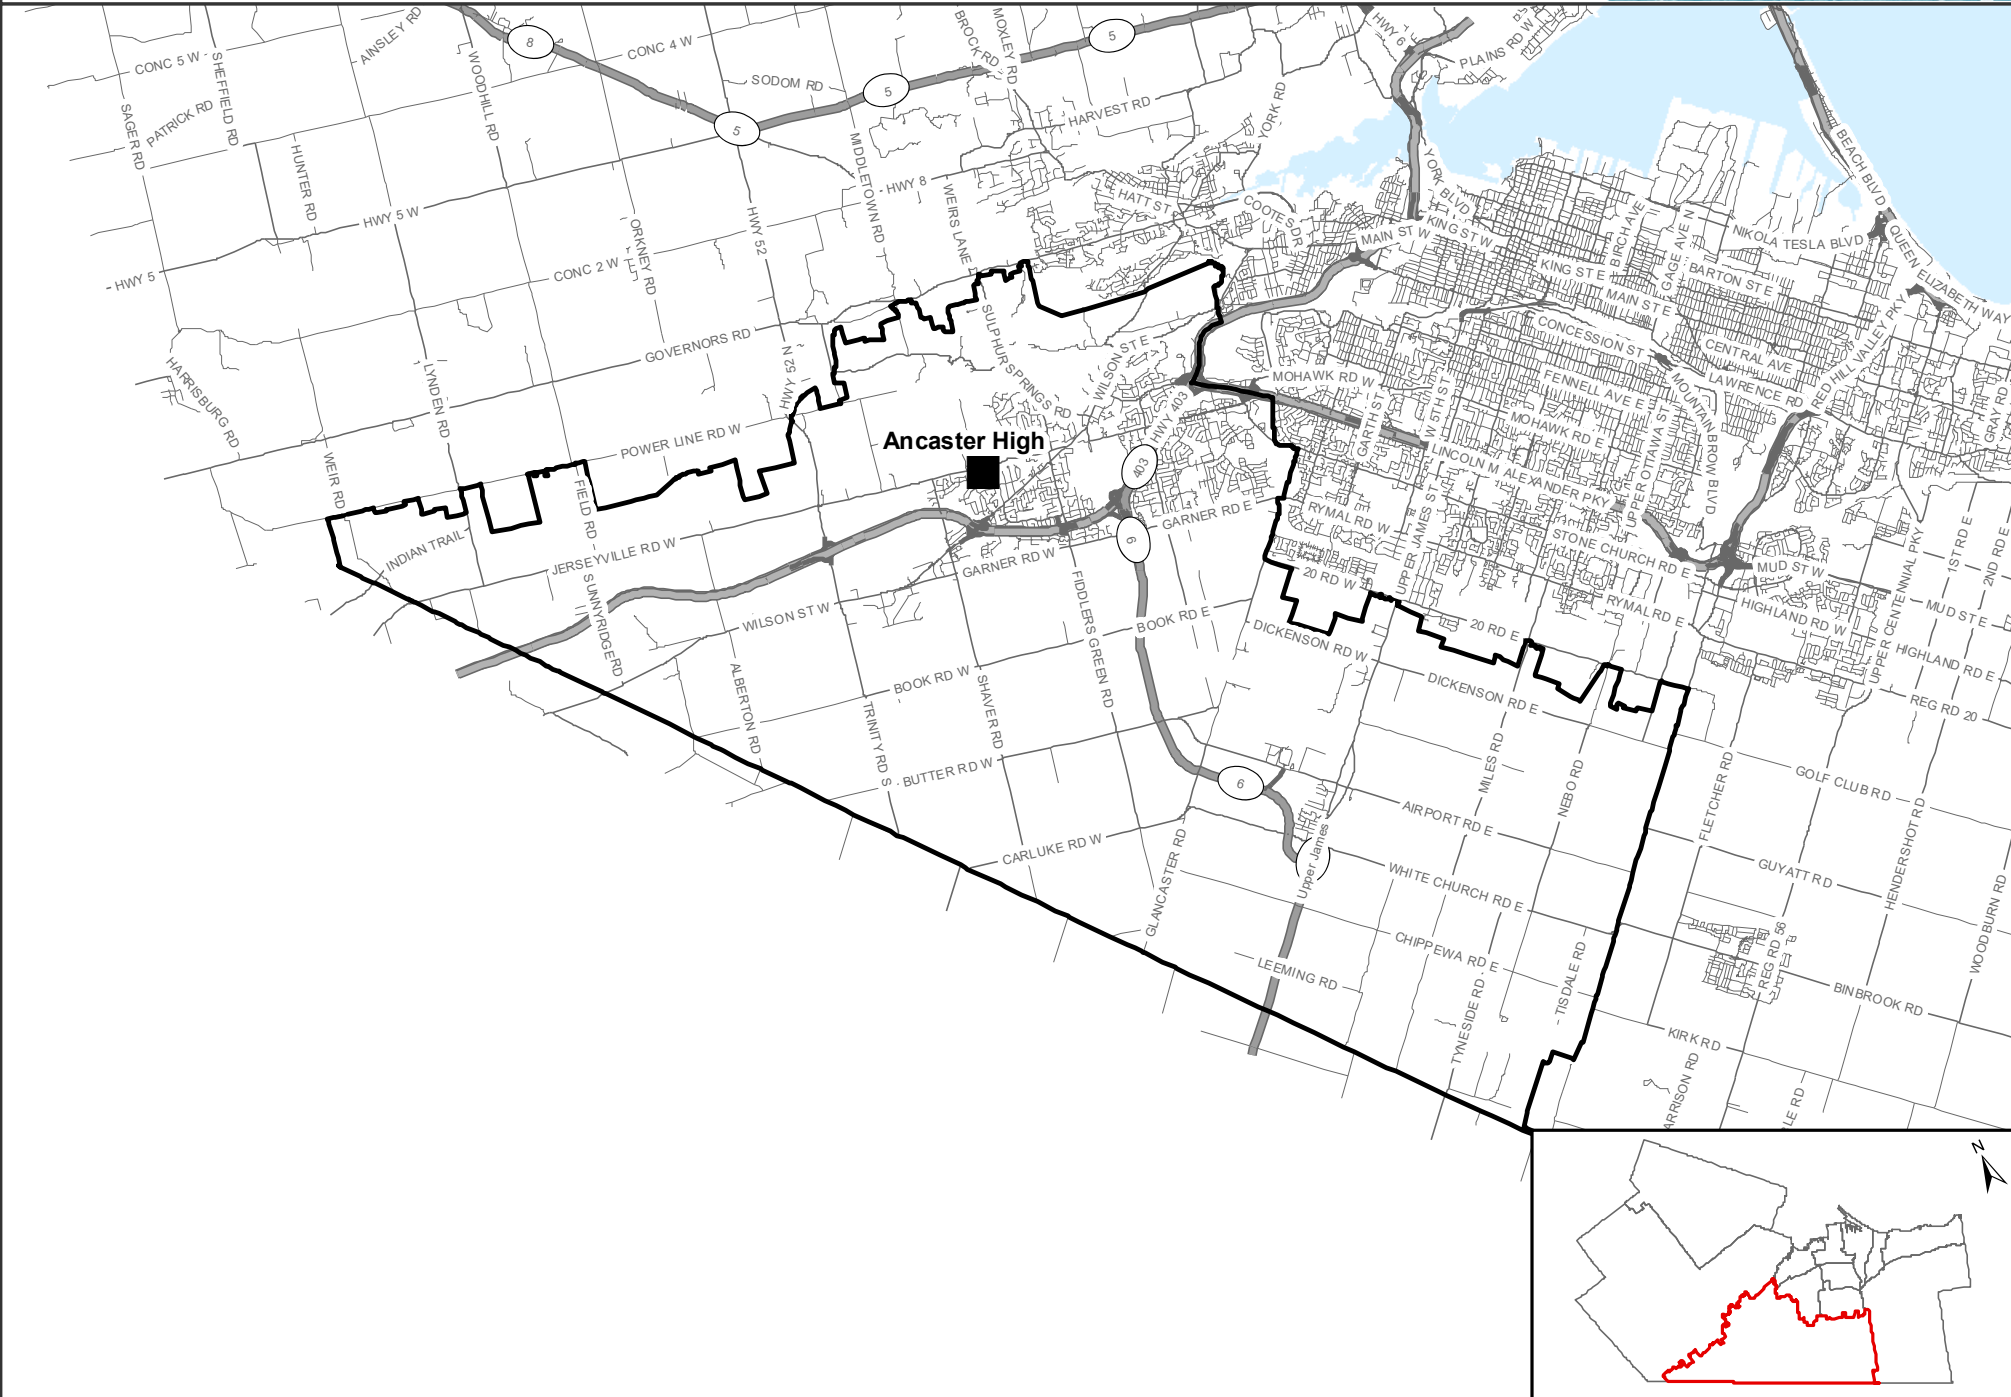 CONC 5 W
SHEFFIELD RD
AINSLEY RD
WOODHILL RD
8
CONC 4 W
SODOM RD
5
BROCK RD
MOXLEY RD
5
HWY 6
PLAINS RD W
SAGER RD
PATRICK RD
5
HARVEST RD
YORK RD
BEACH BLVD
HUNTER RD
HWY 5 W
MIDDLETOWN RD
HWY 8
WEIRS LANE
HATT ST
COOTES DR
YORK BLVD
KING ST W
MAIN ST W
BIRCH AVE
GAGE AVE N
NIKOLA TESLA BLVD
QUEEN ELIZABETH WAY
HWY 5
CONC 2 W
ORKNEY RD
HWY 52
KING ST E
BARTON ST E
MAIN ST E
GOVERNORS RD
SULPHUR SPRINGS RD
WILSON ST E
CONCESSION ST
CENTRAL AVE
RED HILL VALLEY PKY
HARRISBURG RD
LYNDEN RD
HWY 52 N
MOHAWK RD W
FENNELL AVE E
LAWRENCE RD
MOUNTAIN BROW BLVD
GRAY RD
POWER LINE RD W
Ancaster High
HWY 403
GARTH ST
W 5TH ST
MOHAWK RD E
UPPER OTTAWA ST
WEIR RD
403
LINCOLN M ALEXANDER PKY
FIELD RD
GARNER RD E
RYMAL RD W
UPPER JAMES ST
STONE CHURCH RD E
INDIAN TRAIL
JERSEYVILLE RD W
GARNER RD W
6
20 RD W
MUD ST W
UPPER CENTENNIAL PKY
1ST RD E
2ND RD E
SUNNYRIDGE RD
WILSON ST W
FIDDLERS GREEN RD
BOOK RD E
RYMAL RD E
HIGHLAND RD W
MUD ST E
DICKENSON RD W
20 RD E
HIGHLAND RD E
ALBERTON RD
BOOK RD W
SHAVER RD
DICKENSON RD E
REG RD 20
TRINITY RD S
BUTTER RD W
6
MILES RD
NEBO RD
FLETCHER RD
GOLF CLUB RD
AIRPORT RD E
HENDERSHOT RD
CARLUKE RD W
GLANCASTER RD
Upper James
WHITE CHURCH RD E
GUYATT RD
WOODBURN RD
LEEMING RD
CHIPPEWA RD E
TYNESIDE RD
TISDALE RD
REG RD 56
BINBROOK RD
KIRK RD
ARRISON RD
LE RD
N